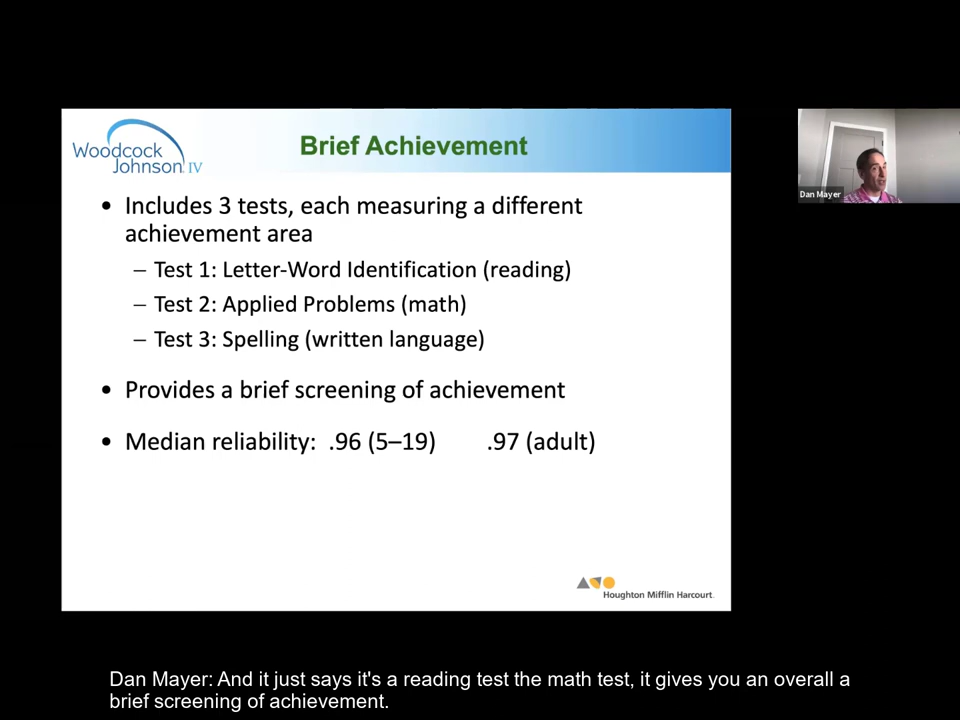 Woodcock
Johnson IV
Brief Achievement
• Includes 3 tests, each measuring a different
achievement area
– Test 1: Letter-Word Identification (reading)
– Test 2: Applied Problems (math)
– Test 3: Spelling (written language)
• Provides a brief screening of achievement
• Median reliability: .96 (5–19) .97 (adult)
Houghton Mifflin Harcourt
Dan Mayer
Dan Mayer: And it just says it's a reading test the math test, it gives you an overall a
brief screening of achievement.